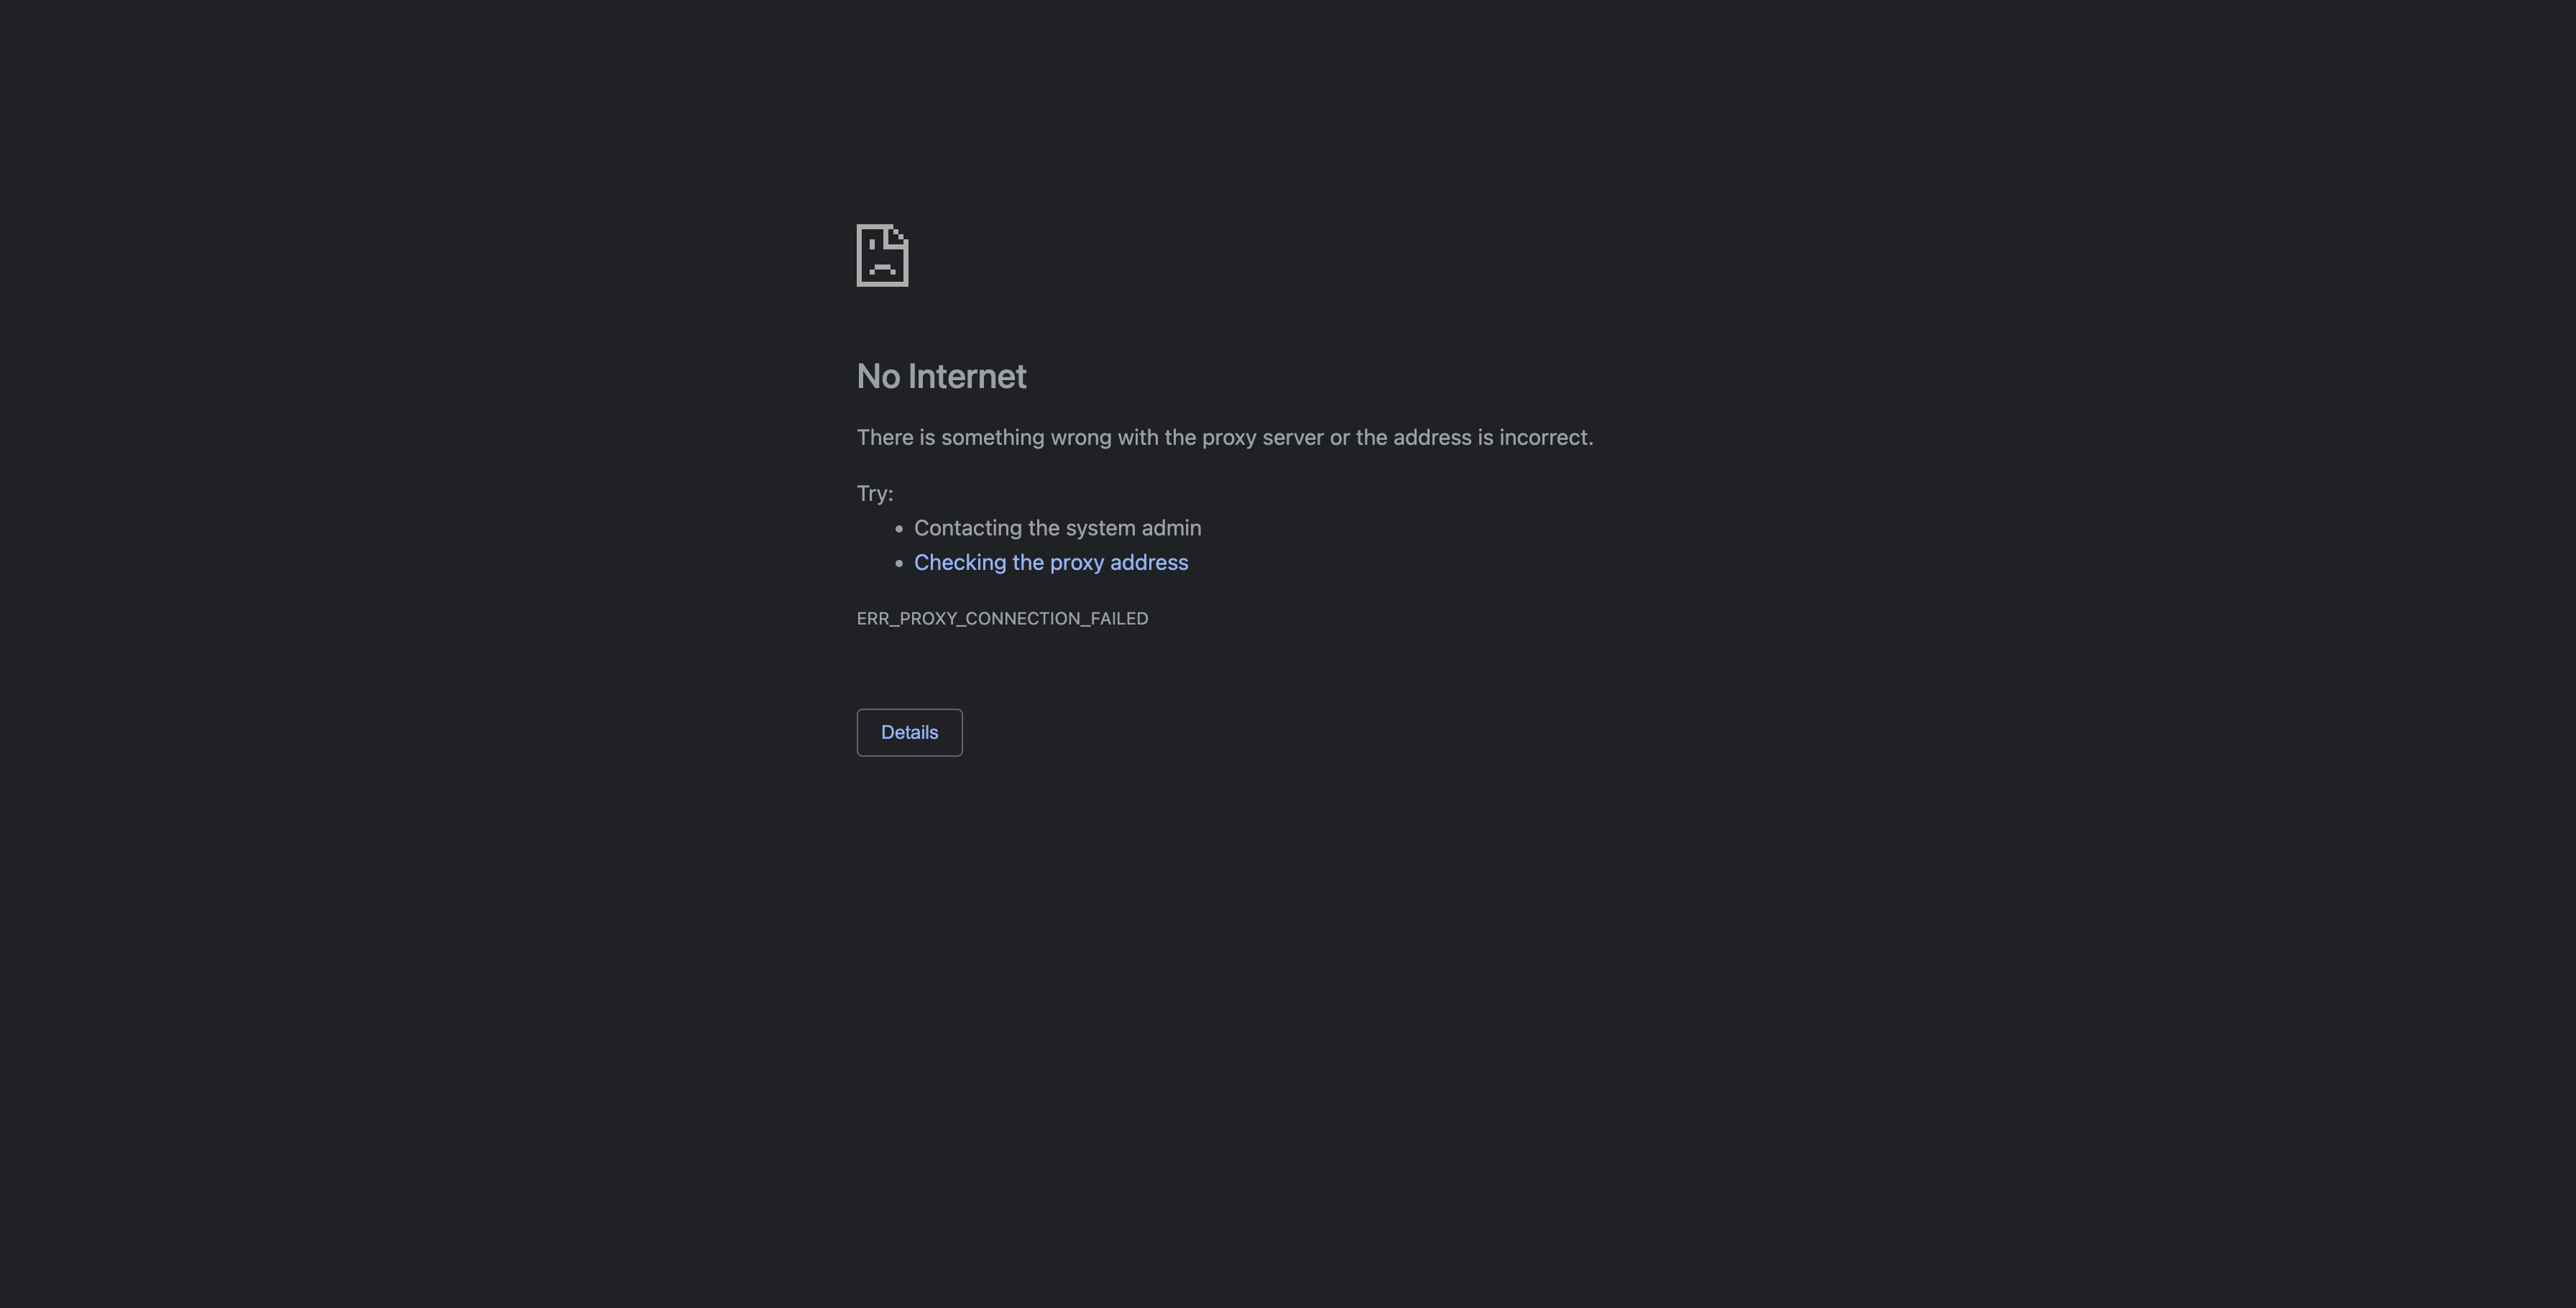 No Internet
There is something wrong with the proxy server or the address is incorrect.
Try:
• Contacting the system admin
• Checking the proxy address
ERR_PROXY_CONNECTION_FAILED
Details